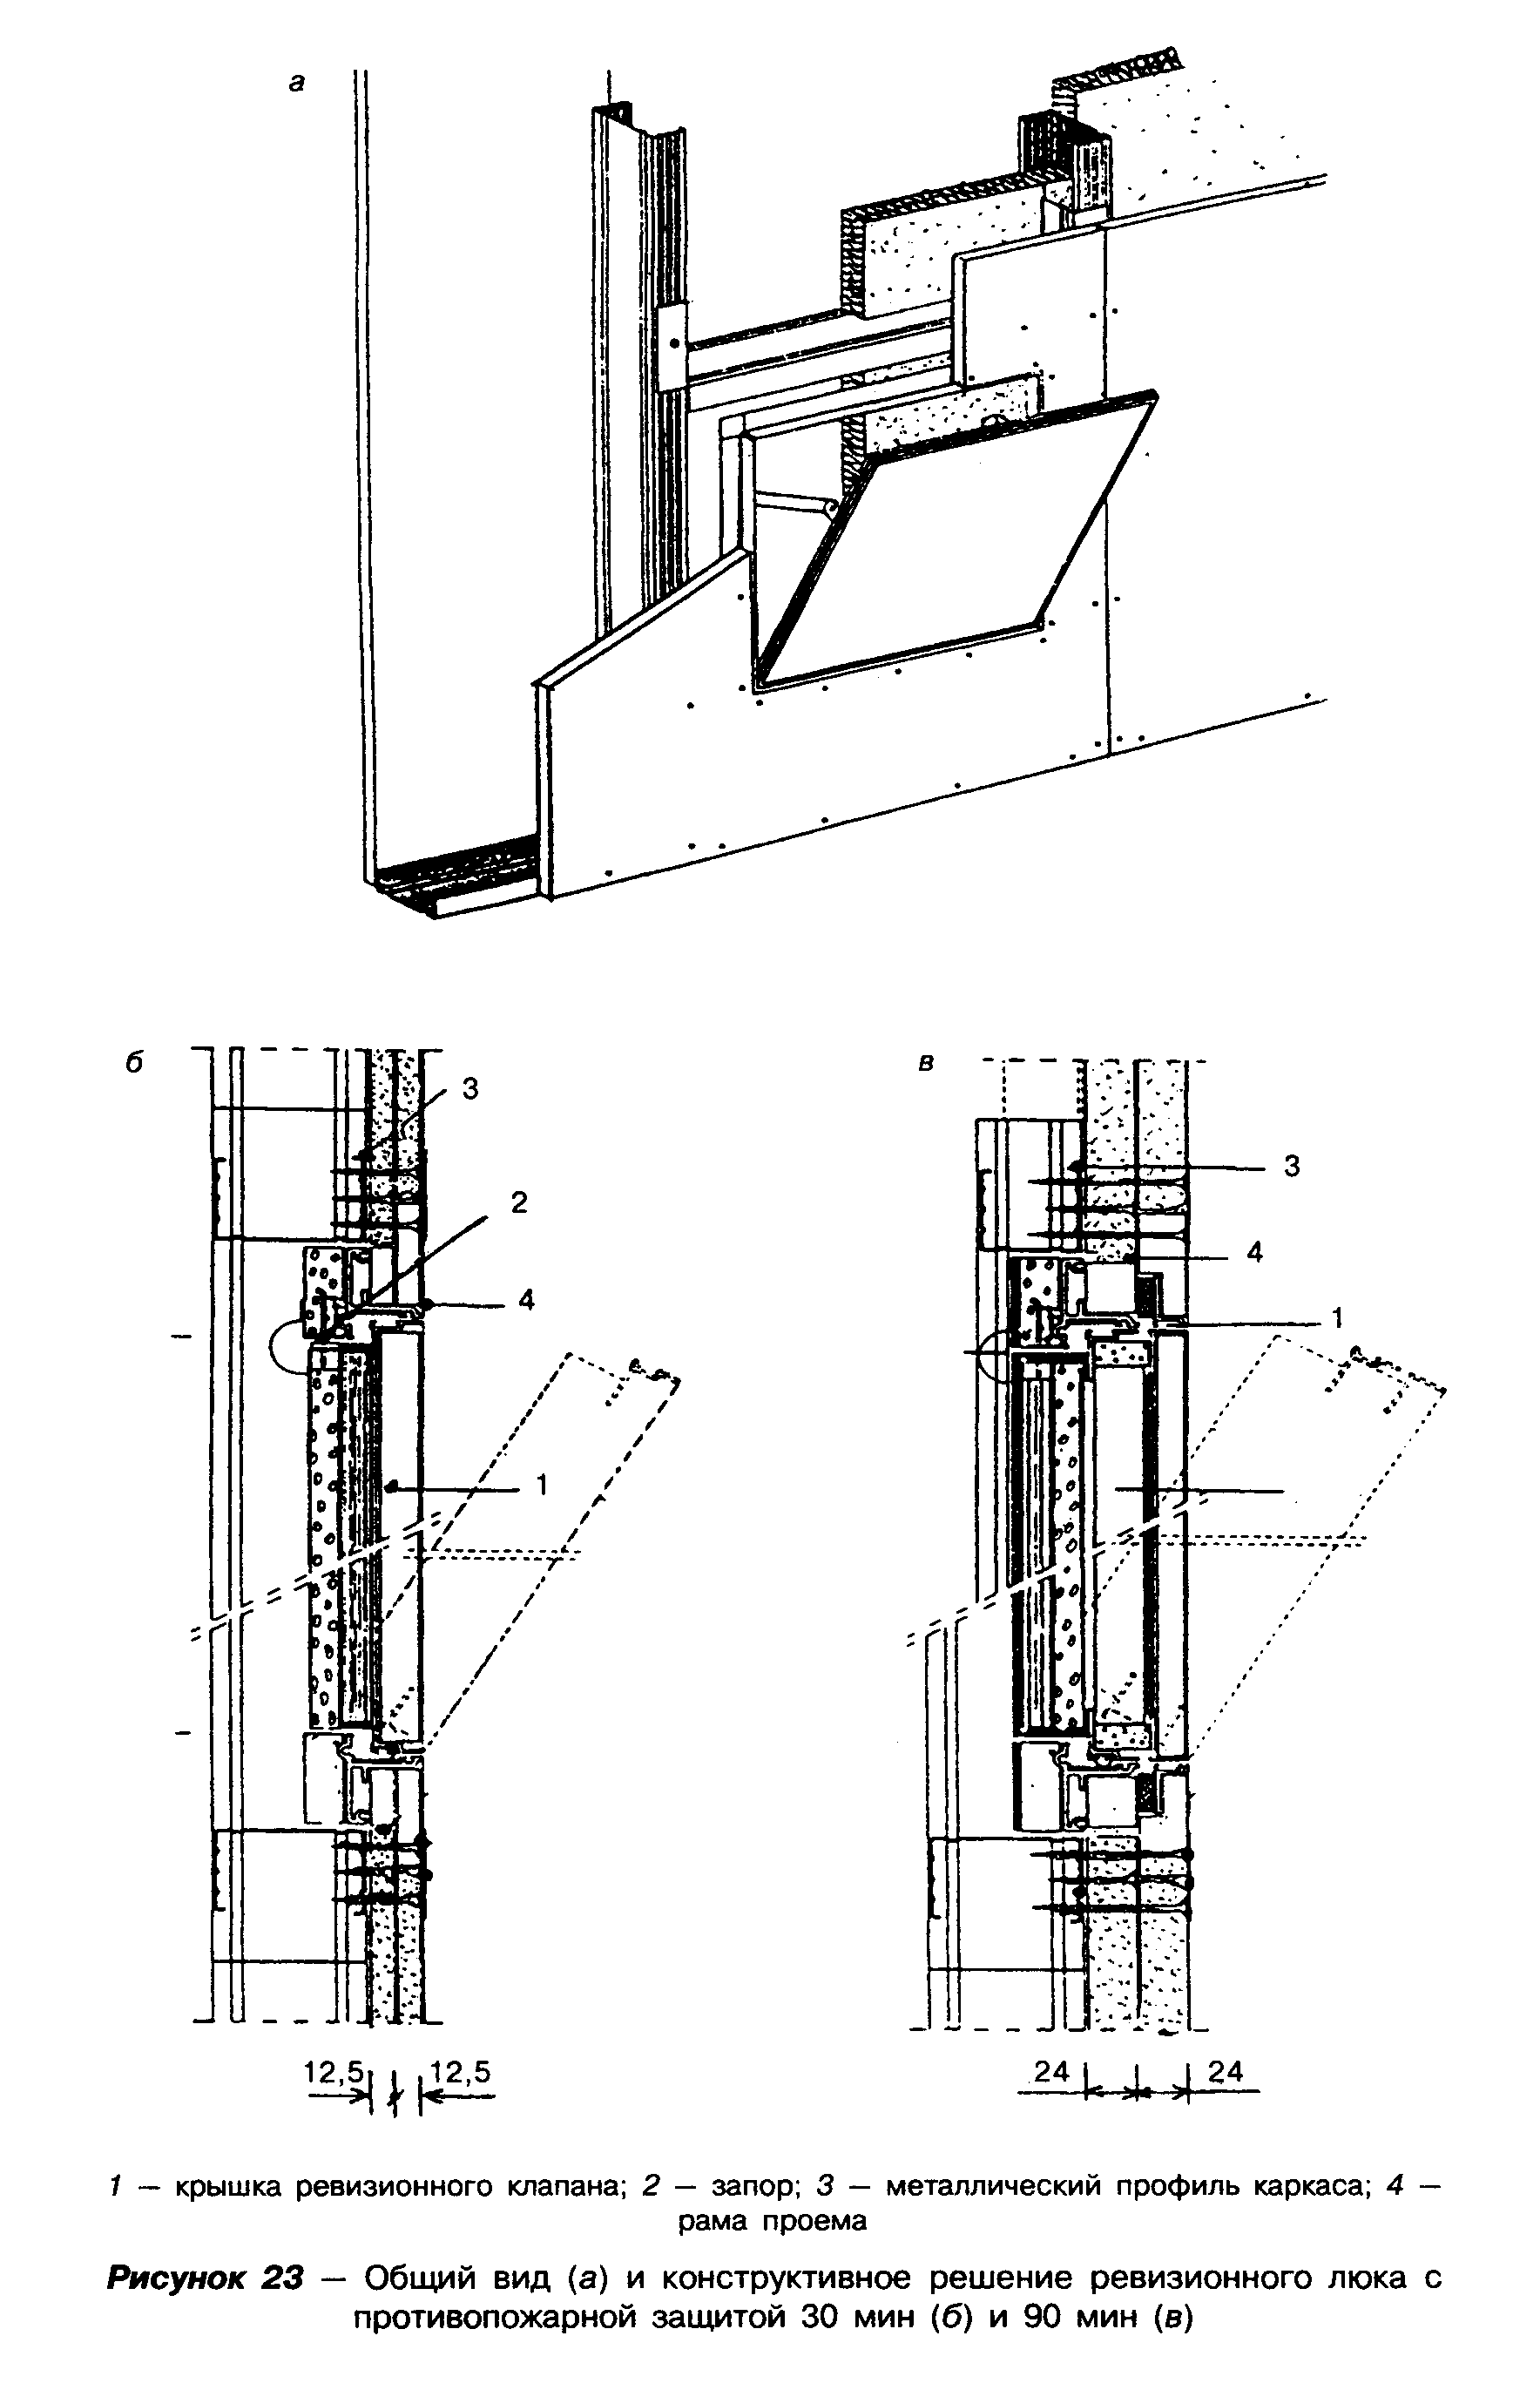 а
б
3
2
4
1
12,5
12,5
в
3
4
1
24
24
1 — крышка ревизионного клапана; 2 — запор; 3 — металлический профиль каркаса; 4 —
рама проема
Рисунок 23 — Общий вид (а) и конструктивное решение ревизионного люка с
противопожарной защитой 30 мин (б) и 90 мин (в)